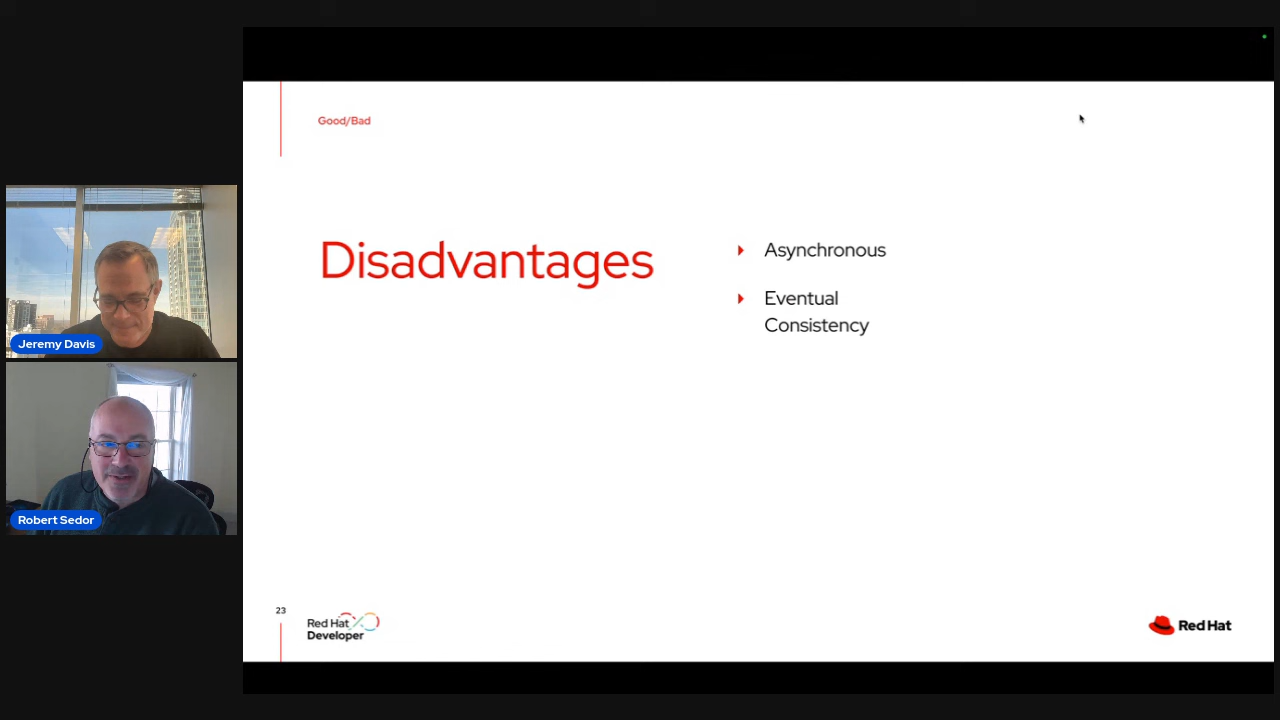 Good/Bad
Disadvantages
Asynchronous
Eventual
Consistency
Jeremy Davis
Robert Sedor
23
Red Hat
Developer
Red Hat